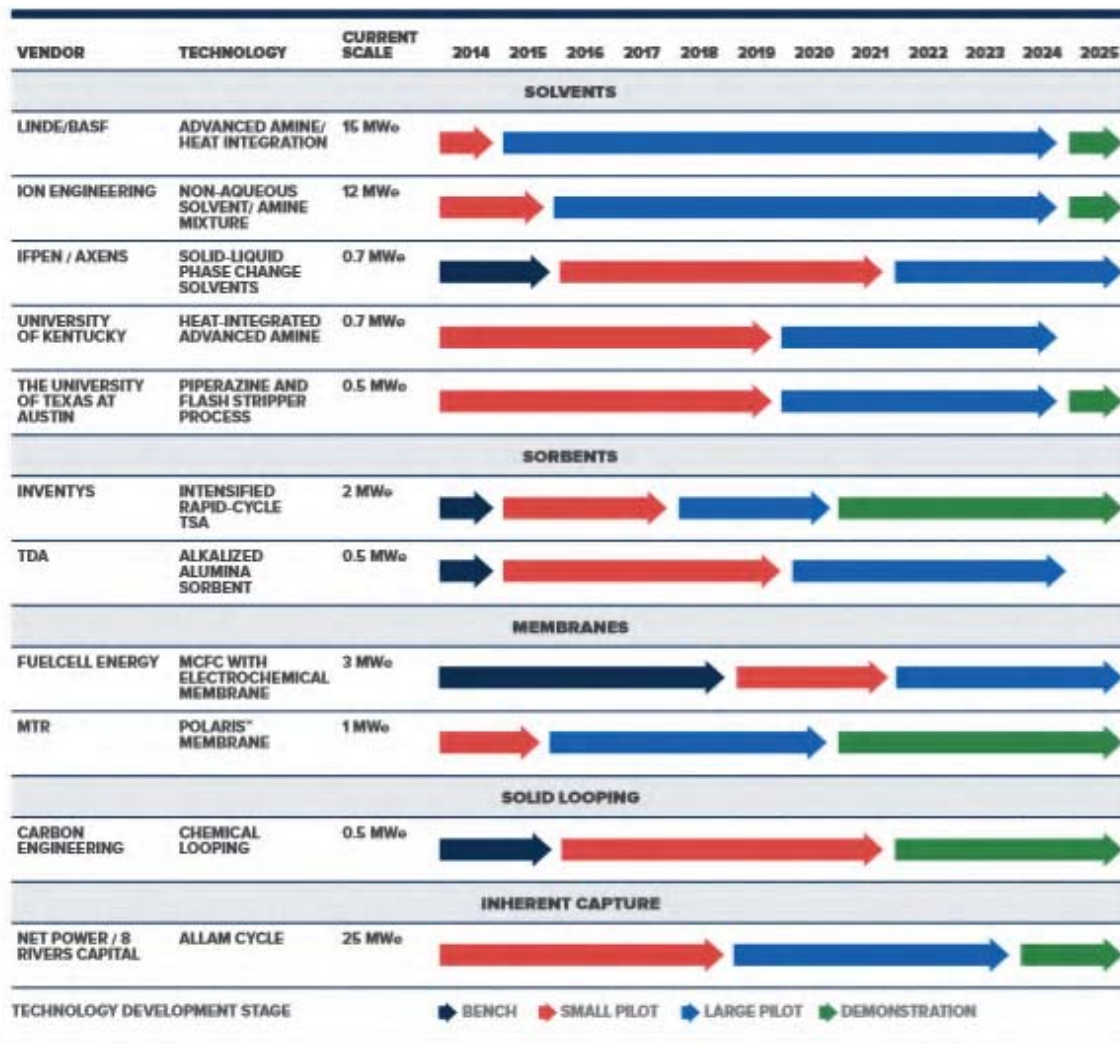 VENDOR TECHNOLOGY CURRENT SCALE 2014 2015 2016 2017 2018 2019 2020 2021 2022 2023 2024 2025
SOLVENTS
LINDE/BASF ADVANCED AMINE/ 15 MWe
HEAT INTEGRATION
ION ENGINEERING NON-AQUEOUS 12 MWe
SOLVENT/ AMINE
MIXTURE
IFPEN / AXENS SOLID-LIQUID 0.7 MWe
PHASE CHANGE
SOLVENTS
UNIVERSITY HEAT-INTEGRATED 0.7 MWe
OF KENTUCKY ADVANCED AMINE
THE UNIVERSITY PIPERAZINE AND 0.5 MWe
OF TEXAS AT FLASH STRIPPER
AUSTIN PROCESS
SORBENTS
INVENTYS INTENSIFIED 2 MWe
RAPID-CYCLE
TSA
TDA ALKALIZED 0.5 MWe
ALUMINA
SORBENT
MEMBRANES
FUELCELL ENERGY MCFC WITH 3 MWe
ELECTROCHEMICAL
MEMBRANE
MTR POLARIS™ 1 MWe
MEMBRANE
SOLID LOOPING
CARBON CHEMICAL 0.5 MWe
ENGINEERING LOOPING
INHERENT CAPTURE
NET POWER / 8 ALLAM CYCLE 25 MWe
RIVERS CAPITAL
TECHNOLOGY DEVELOPMENT STAGE BENCH SMALL PILOT LARGE PILOT DEMONSTRATION